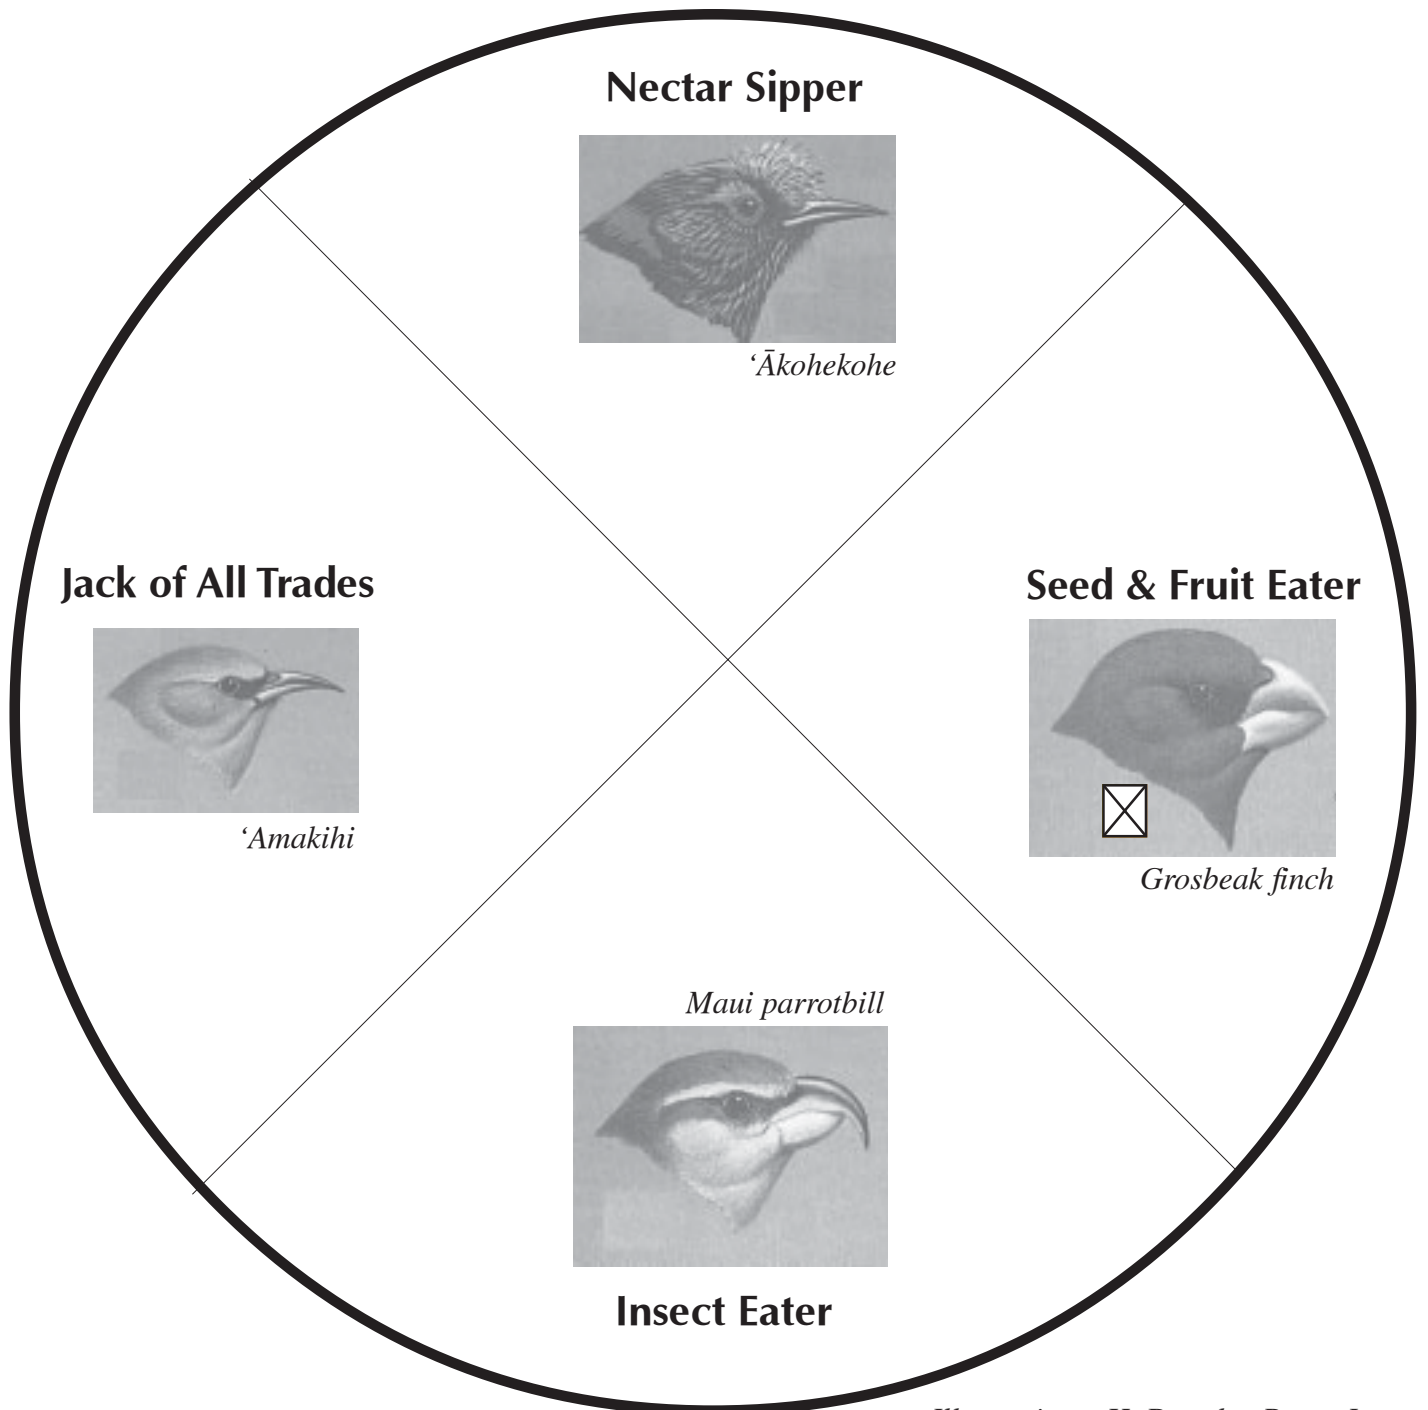 Nectar Sipper
‘Ākohekohe
Jack of All Trades
‘Amakihi
Seed & Fruit Eater
Grosbeak finch
Maui parrotbill
Insect Eater